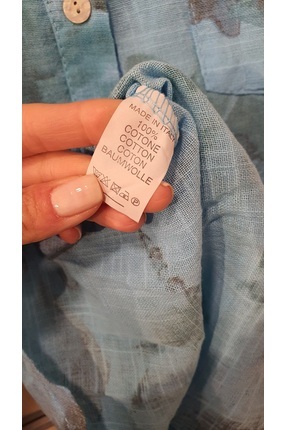 MADE IN ITALY
100%
COTONE
COTTON
COTON
BAUMWOLLE